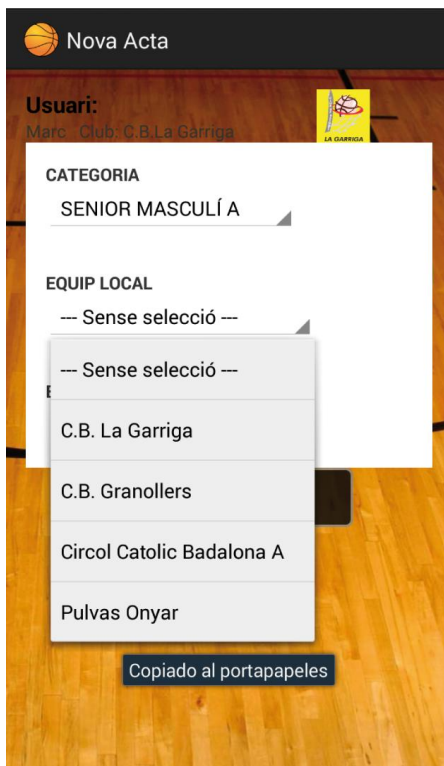 Nova Acta
Usuari:
Marc Club: C.B.La Garriga
LA GARRIGA
CATEGORIA
SENIOR MASCULÍ A
EQUIP LOCAL
--- Sense selecció ---
--- Sense selecció ---
C.B. La Garriga
C.B. Granollers
Circol Catolic Badalona A
Pulvas Onyar
Copiado al portapapeles